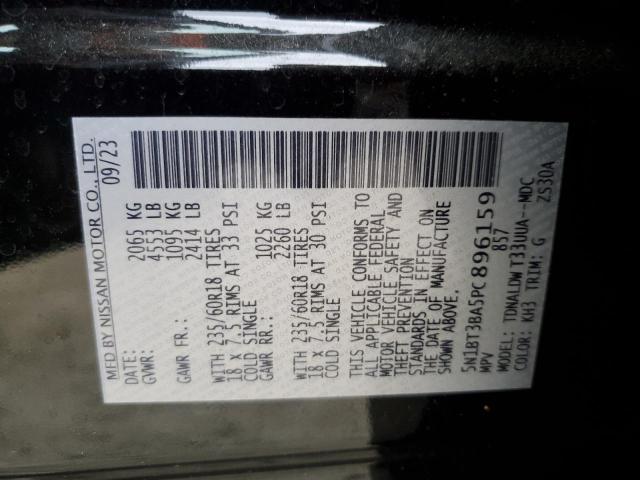 MFD BY NISSAN MOTOR CO., LTD.
DATE: 09/23
GVWR: 2065 KG
4553 LB
GAWR FR.: 1095 KG
2414 LB
WITH 235/60R18 TIRES
18 x 7.5 RIMS AT 33 PSI
COLD SINGLE
GAWR RR.: 1025 KG
2260 LB
WITH 235/60R18 TIRES
18 x 7.5 RIMS AT 30 PSI
COLD SINGLE
THIS VEHICLE CONFORMS TO
ALL APPLICABLE FEDERAL
MOTOR VEHICLE SAFETY AND
THEFT PREVENTION
STANDARDS IN EFFECT ON
THE DATE OF MANUFACTURE
SHOWN ABOVE.
5N1BT3BA5PC896159
MPV 857
MODEL: TDNALDW T33UUA--MDC
COLOR: KH3 TRIM: G ZS30A